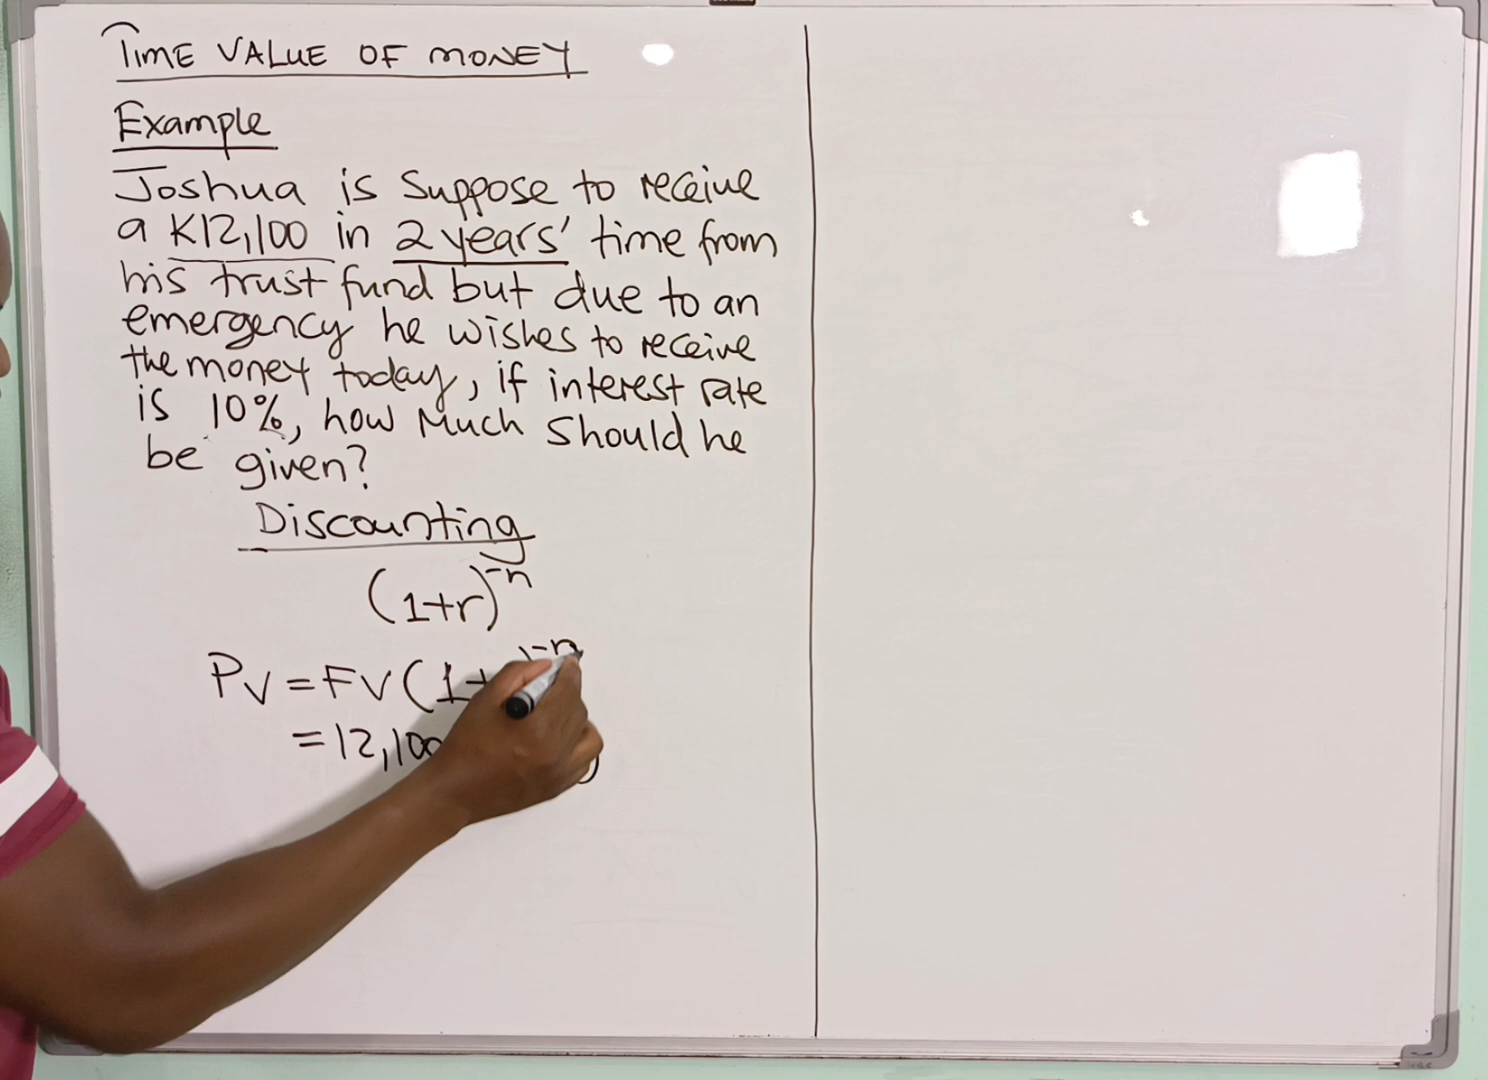 TIME VALUE OF MONEY
Example
Joshua is Suppose to receive
a K12,100 in 2 years' time from
his trust fund but due to an
emergency he wishes to receive
the money today, if interest rate
is 10%, how Much Should he
be given?
Discounting
(1+r)^-n
PV = FV(1+ )^-n
= 12,100